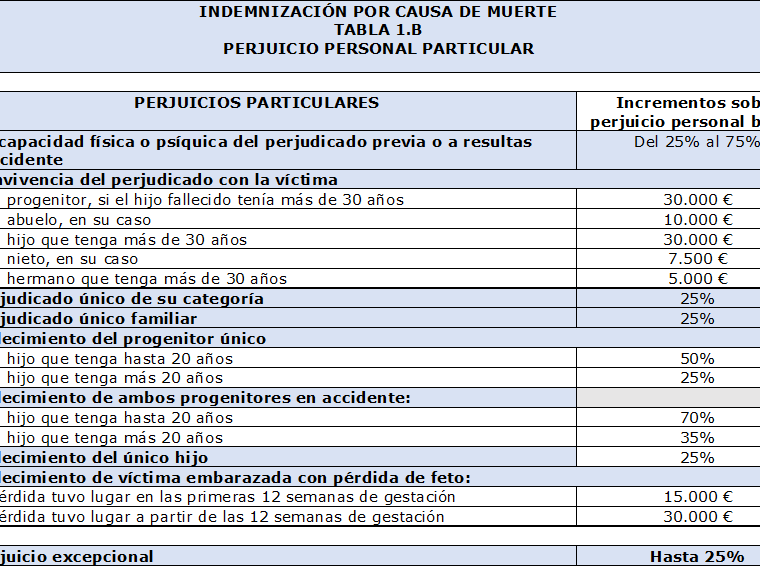 INDEMNIZACIÓN POR CAUSA DE MUERTE
TABLA 1.B
PERJUICIO PERSONAL PARTICULAR
PERJUICIOS PARTICULARES Incrementos sob
perjuicio personal b
capacidad física o psíquica del perjudicado previa o a resultas Del 25% al 75%
cidente
nvivencia del perjudicado con la víctima
progenitor, si el hijo fallecido tenía más de 30 años 30.000 €
abuelo, en su caso 10.000 €
hijo que tenga más de 30 años 30.000 €
nieto, en su caso 7.500 €
hermano que tenga más de 30 años 5.000 €
judicado único de su categoría 25%
judicado único familiar 25%
lecimiento del progenitor único
hijo que tenga hasta 20 años 50%
hijo que tenga más 20 años 25%
lecimiento de ambos progenitores en accidente:
hijo que tenga hasta 20 años 70%
hijo que tenga más 20 años 35%
lecimiento del único hijo 25%
lecimiento de víctima embarazada con pérdida de feto:
érdida tuvo lugar en las primeras 12 semanas de gestación 15.000 €
érdida tuvo lugar a partir de las 12 semanas de gestación 30.000 €
juicio excepcional Hasta 25%